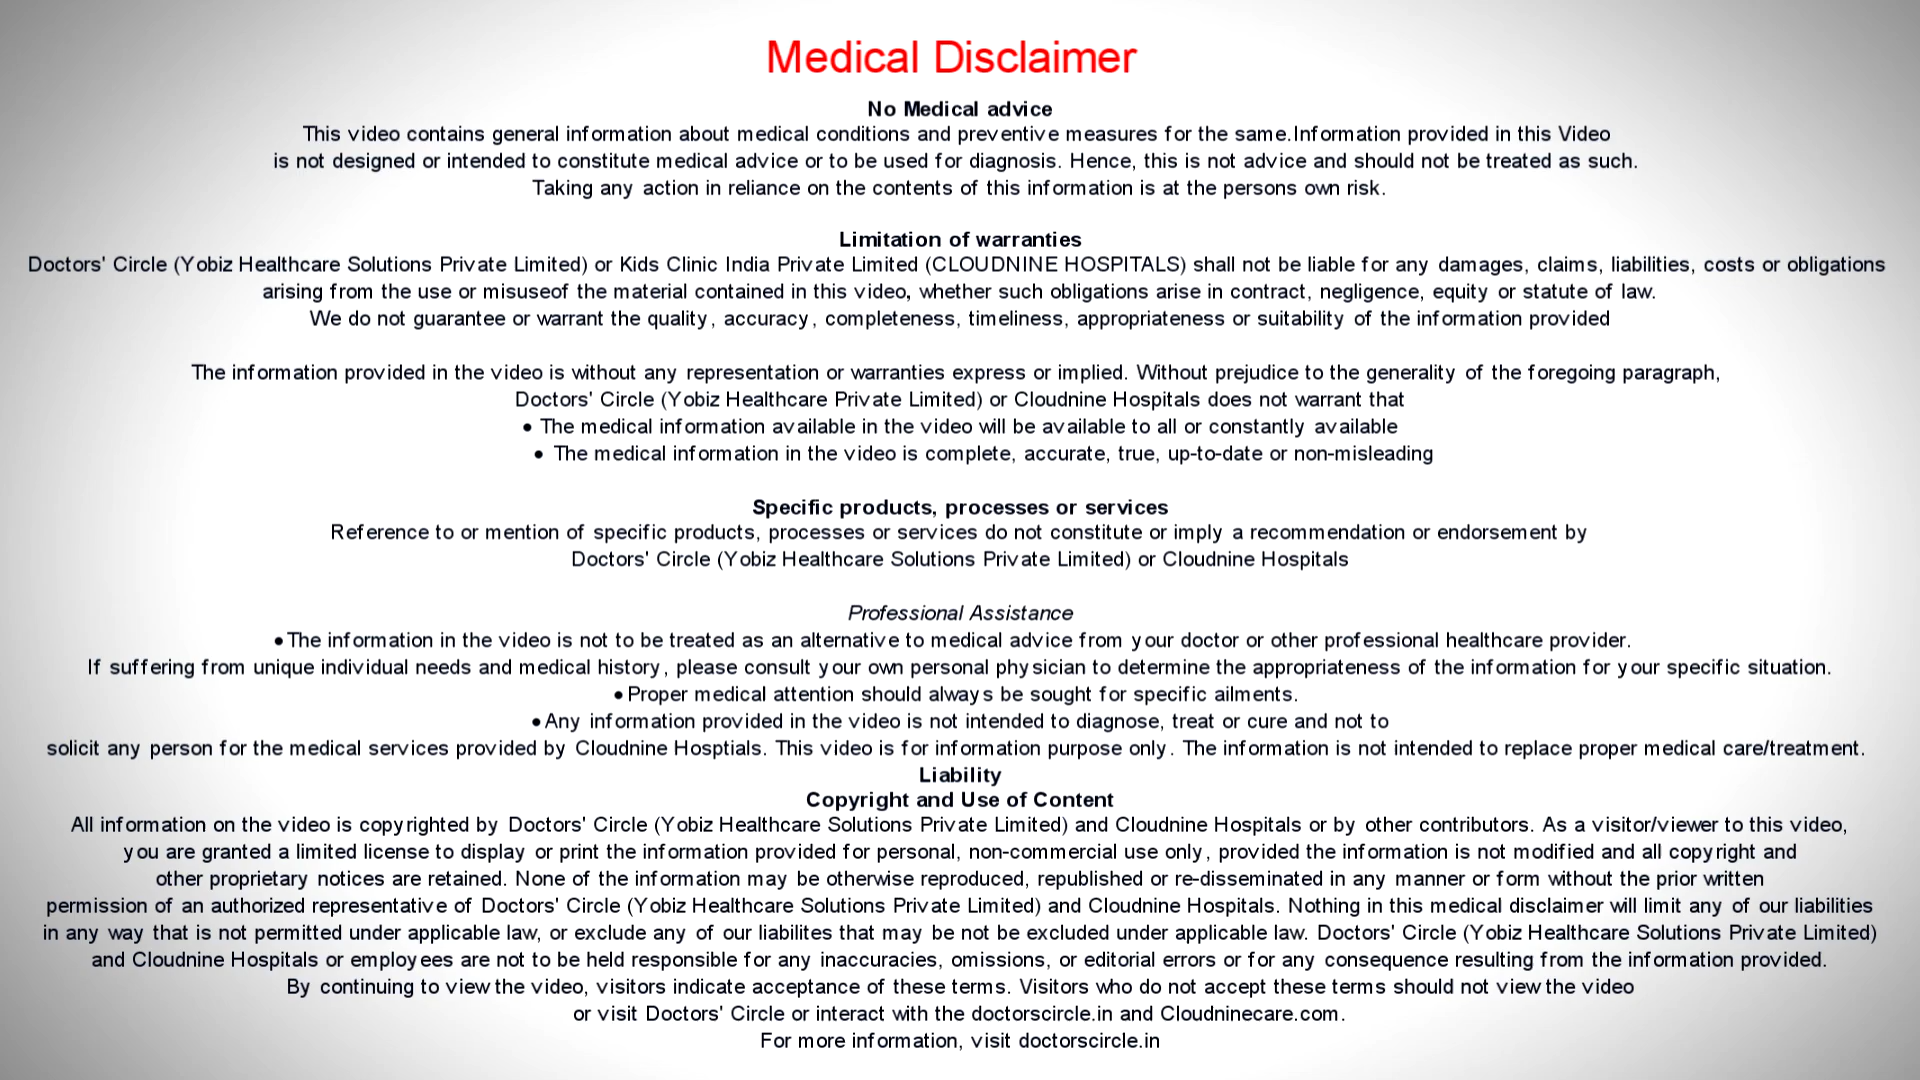 Medical Disclaimer
No Medical advice
This video contains general information about medical conditions and preventive measures for the same.Information provided in this Video
is not designed or intended to constitute medical advice or to be used for diagnosis. Hence, this is not advice and should not be treated as such.
Taking any action in reliance on the contents of this information is at the persons own risk.
Limitation of warranties
Doctors' Circle (Yobiz Healthcare Solutions Private Limited) or Kids Clinic India Private Limited (CLOUDNINE HOSPITALS) shall not be liable for any damages, claims, liabilities, costs or obligations
arising from the use or misuseof the material contained in this video, whether such obligations arise in contract, negligence, equity or statute of law.
We do not guarantee or warrant the quality, accuracy, completeness, timeliness, appropriateness or suitability of the information provided
The information provided in the video is without any representation or warranties express or implied. Without prejudice to the generality of the foregoing paragraph,
Doctors' Circle (Yobiz Healthcare Private Limited) or Cloudnine Hospitals does not warrant that
• The medical information available in the video will be available to all or constantly available
• The medical information in the video is complete, accurate, true, up-to-date or non-misleading
Specific products, processes or services
Reference to or mention of specific products, processes or services do not constitute or imply a recommendation or endorsement by
Doctors' Circle (Yobiz Healthcare Solutions Private Limited) or Cloudnine Hospitals
Professional Assistance
•The information in the video is not to be treated as an alternative to medical advice from your doctor or other professional healthcare provider.
If suffering from unique individual needs and medical history, please consult your own personal physician to determine the appropriateness of the information for your specific situation.
•Proper medical attention should always be sought for specific ailments.
•Any information provided in the video is not intended to diagnose, treat or cure and not to
solicit any person for the medical services provided by Cloudnine Hosptials. This video is for information purpose only. The information is not intended to replace proper medical care/treatment.
Liability
Copyright and Use of Content
All information on the video is copyrighted by Doctors' Circle (Yobiz Healthcare Solutions Private Limited) and Cloudnine Hospitals or by other contributors. As a visitor/viewer to this video,
you are granted a limited license to display or print the information provided for personal, non-commercial use only, provided the information is not modified and all copyright and
other proprietary notices are retained. None of the information may be otherwise reproduced, republished or re-disseminated in any manner or form without the prior written
permission of an authorized representative of Doctors' Circle (Yobiz Healthcare Solutions Private Limited) and Cloudnine Hospitals. Nothing in this medical disclaimer will limit any of our liabilities
in any way that is not permitted under applicable law, or exclude any of our liabilites that may be not be excluded under applicable law. Doctors' Circle (Yobiz Healthcare Solutions Private Limited)
and Cloudnine Hospitals or employees are not to be held responsible for any inaccuracies, omissions, or editorial errors or for any consequence resulting from the information provided.
By continuing to view the video, visitors indicate acceptance of these terms. Visitors who do not accept these terms should not view the video
or visit Doctors' Circle or interact with the doctorscircle.in and Cloudninecare.com.
For more information, visit doctorscircle.in